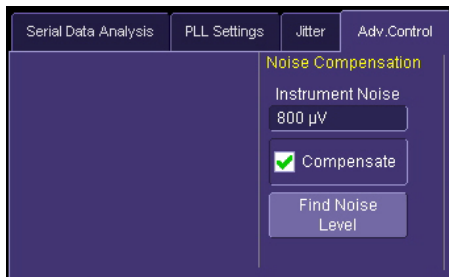 Serial Data Analysis
PLL Settings
Jitter
Adv.Control
Noise Compensation
Instrument Noise
800 µV
Compensate
Find Noise
Level